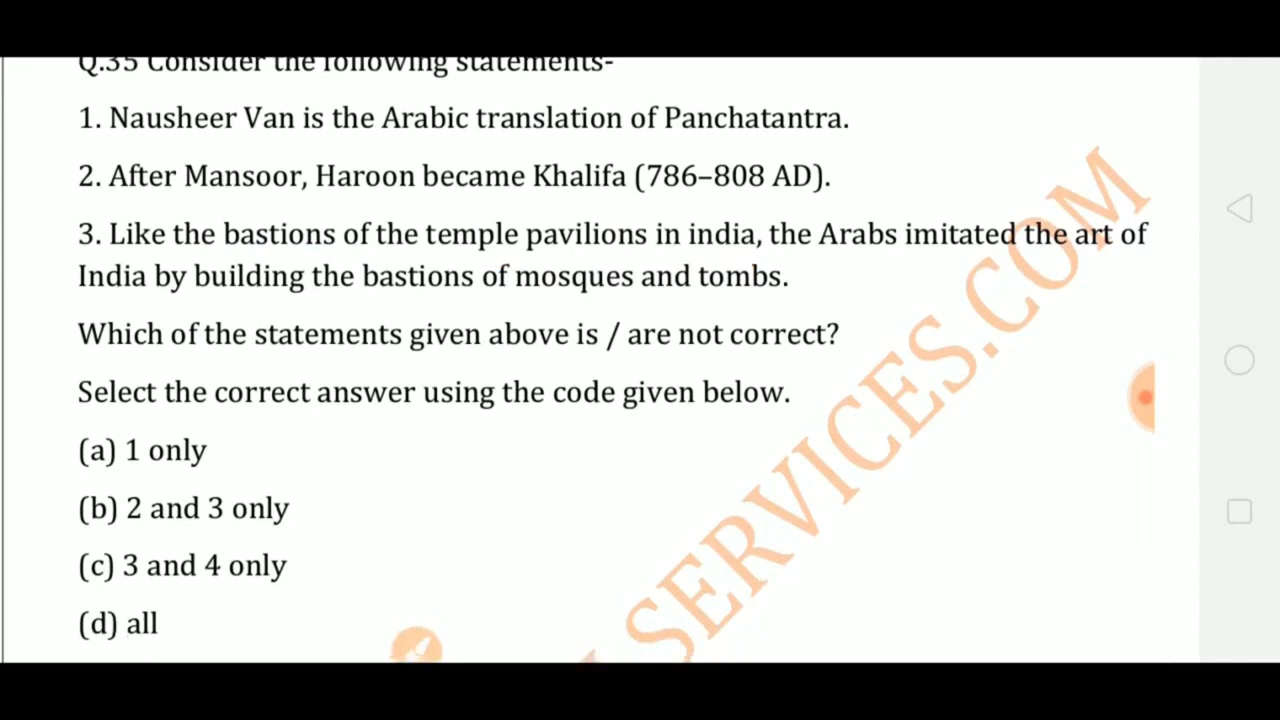 Q.35 Consider the following statements-
1. Nausheer Van is the Arabic translation of Panchatantra.
2. After Mansoor, Haroon became Khalifa (786–808 AD).
3. Like the bastions of the temple pavilions in india, the Arabs imitated the art of
India by building the bastions of mosques and tombs.
Which of the statements given above is / are not correct?
Select the correct answer using the code given below.
(a) 1 only
(b) 2 and 3 only
(c) 3 and 4 only
(d) all
SERVICES.COM